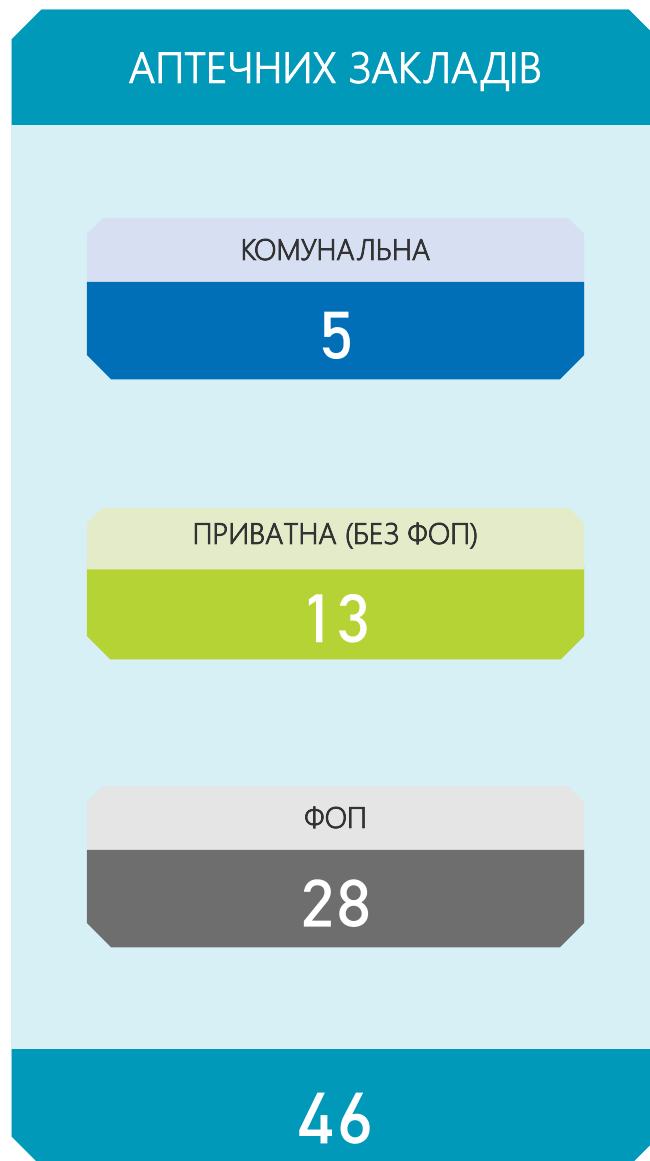 АПТЕЧНИХ ЗАКЛАДІВ
КОМУНАЛЬНА
5
ПРИВАТНА (БЕЗ ФОП)
13
ФОП
28
46